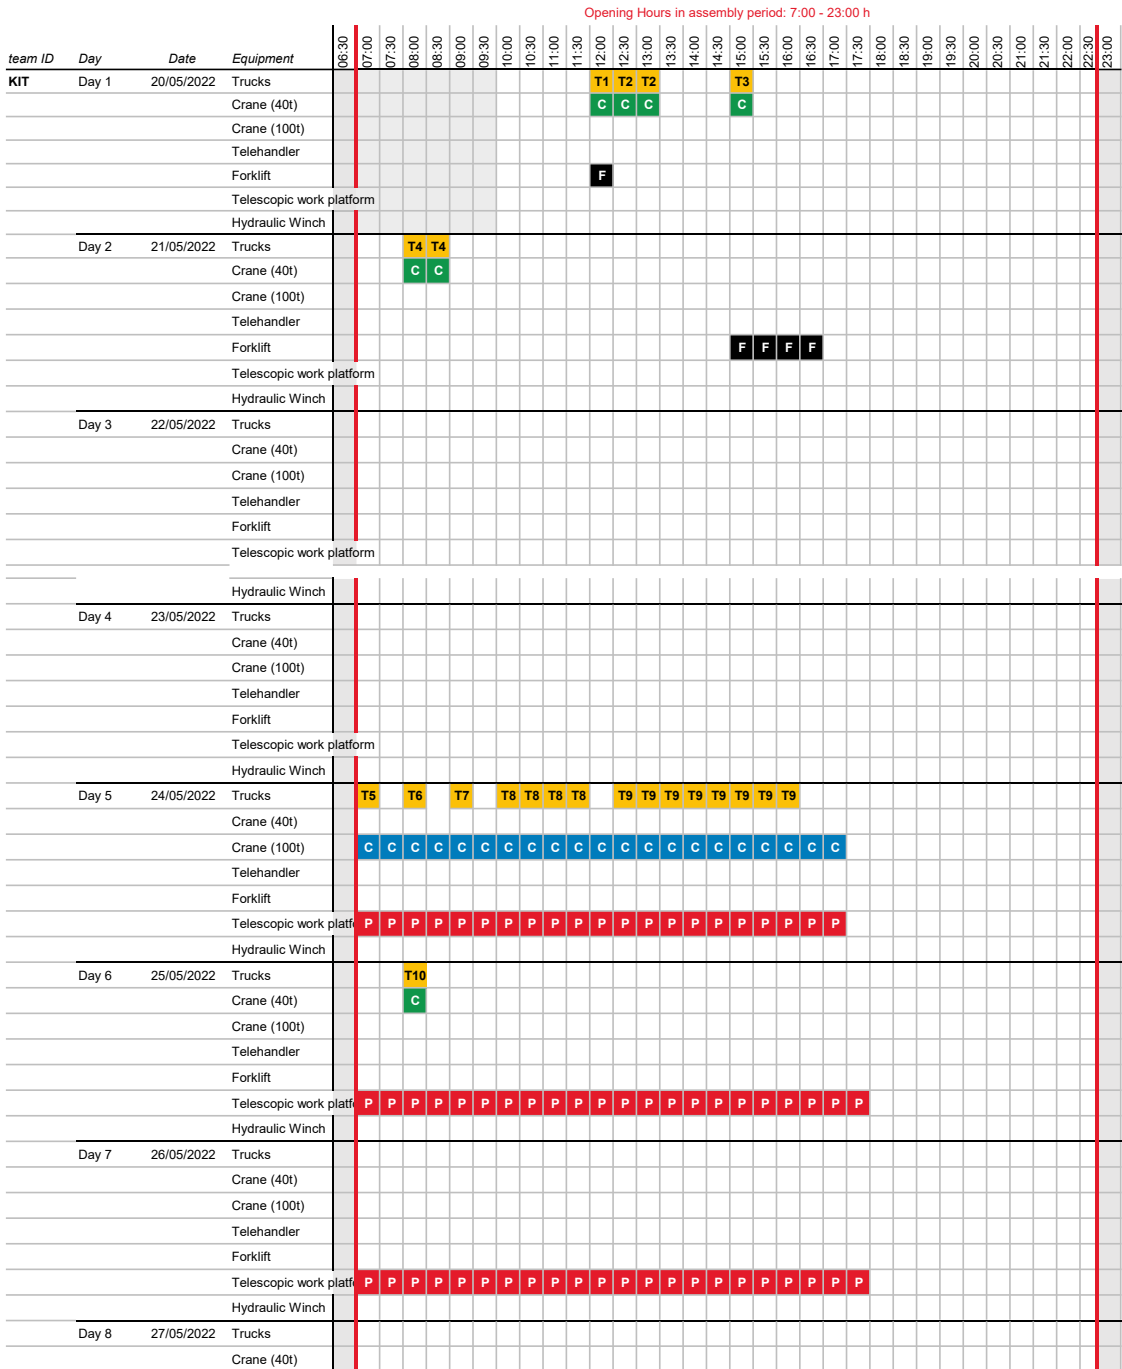 Opening Hours in assembly period: 7:00 - 23:00 h
team ID Day Date Equipment 06:30 07:00 07:30 08:00 08:30 09:00 09:30 10:00 10:30 11:00 11:30 12:00 12:30 13:00 13:30 14:00 14:30 15:00 15:30 16:00 16:30 17:00 17:30 18:00 18:30 19:00 19:30 20:00 20:30 21:00 21:30 22:00 22:30 23:00
KIT Day 1 20/05/2022 Trucks T1 T2 T2 T3
Crane (40t) C C C C
Crane (100t)
Telehandler
Forklift F
Telescopic work platform
Hydraulic Winch
Day 2 21/05/2022 Trucks T4 T4
Crane (40t) C C
Crane (100t)
Telehandler
Forklift F F F F
Telescopic work platform
Hydraulic Winch
Day 3 22/05/2022 Trucks
Crane (40t)
Crane (100t)
Telehandler
Forklift
Telescopic work platform
Hydraulic Winch
Day 4 23/05/2022 Trucks
Crane (40t)
Crane (100t)
Telehandler
Forklift
Telescopic work platform
Hydraulic Winch
Day 5 24/05/2022 Trucks T5 T6 T7 T8 T8 T8 T8 T9 T9 T9 T9 T9 T9 T9 T9
Crane (40t)
Crane (100t) C C C C C C C C C C C C C C C C C C C C C
Telehandler
Forklift
Telescopic work platf P P P P P P P P P P P P P P P P P P P P P
Hydraulic Winch
Day 6 25/05/2022 Trucks T10
Crane (40t) C
Crane (100t)
Telehandler
Forklift
Telescopic work platf P P P P P P P P P P P P P P P P P P P P P P
Hydraulic Winch
Day 7 26/05/2022 Trucks
Crane (40t)
Crane (100t)
Telehandler
Forklift
Telescopic work platf P P P P P P P P P P P P P P P P P P P P P P
Hydraulic Winch
Day 8 27/05/2022 Trucks
Crane (40t)